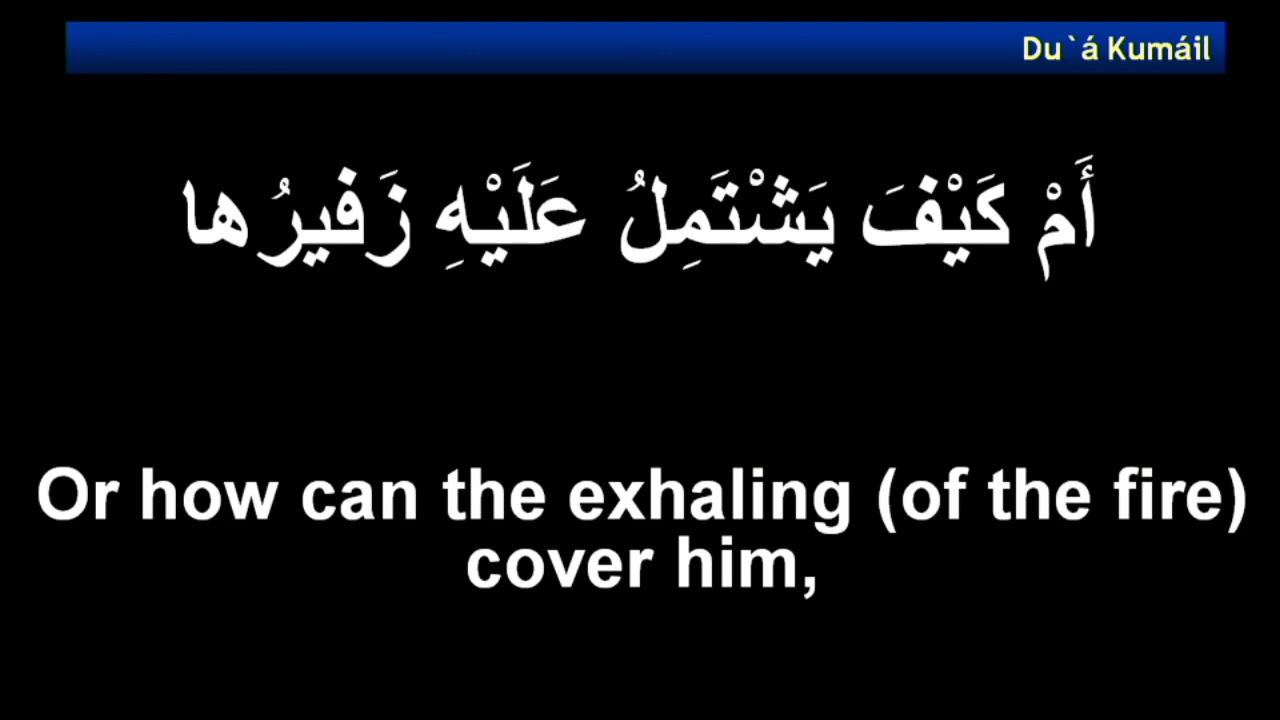 Du`á Kumáil
أَمْ كَيْفَ يَشْتَمِلُ عَلَيْهِ زَفيرُها
Or how can the exhaling (of the fire)
cover him,